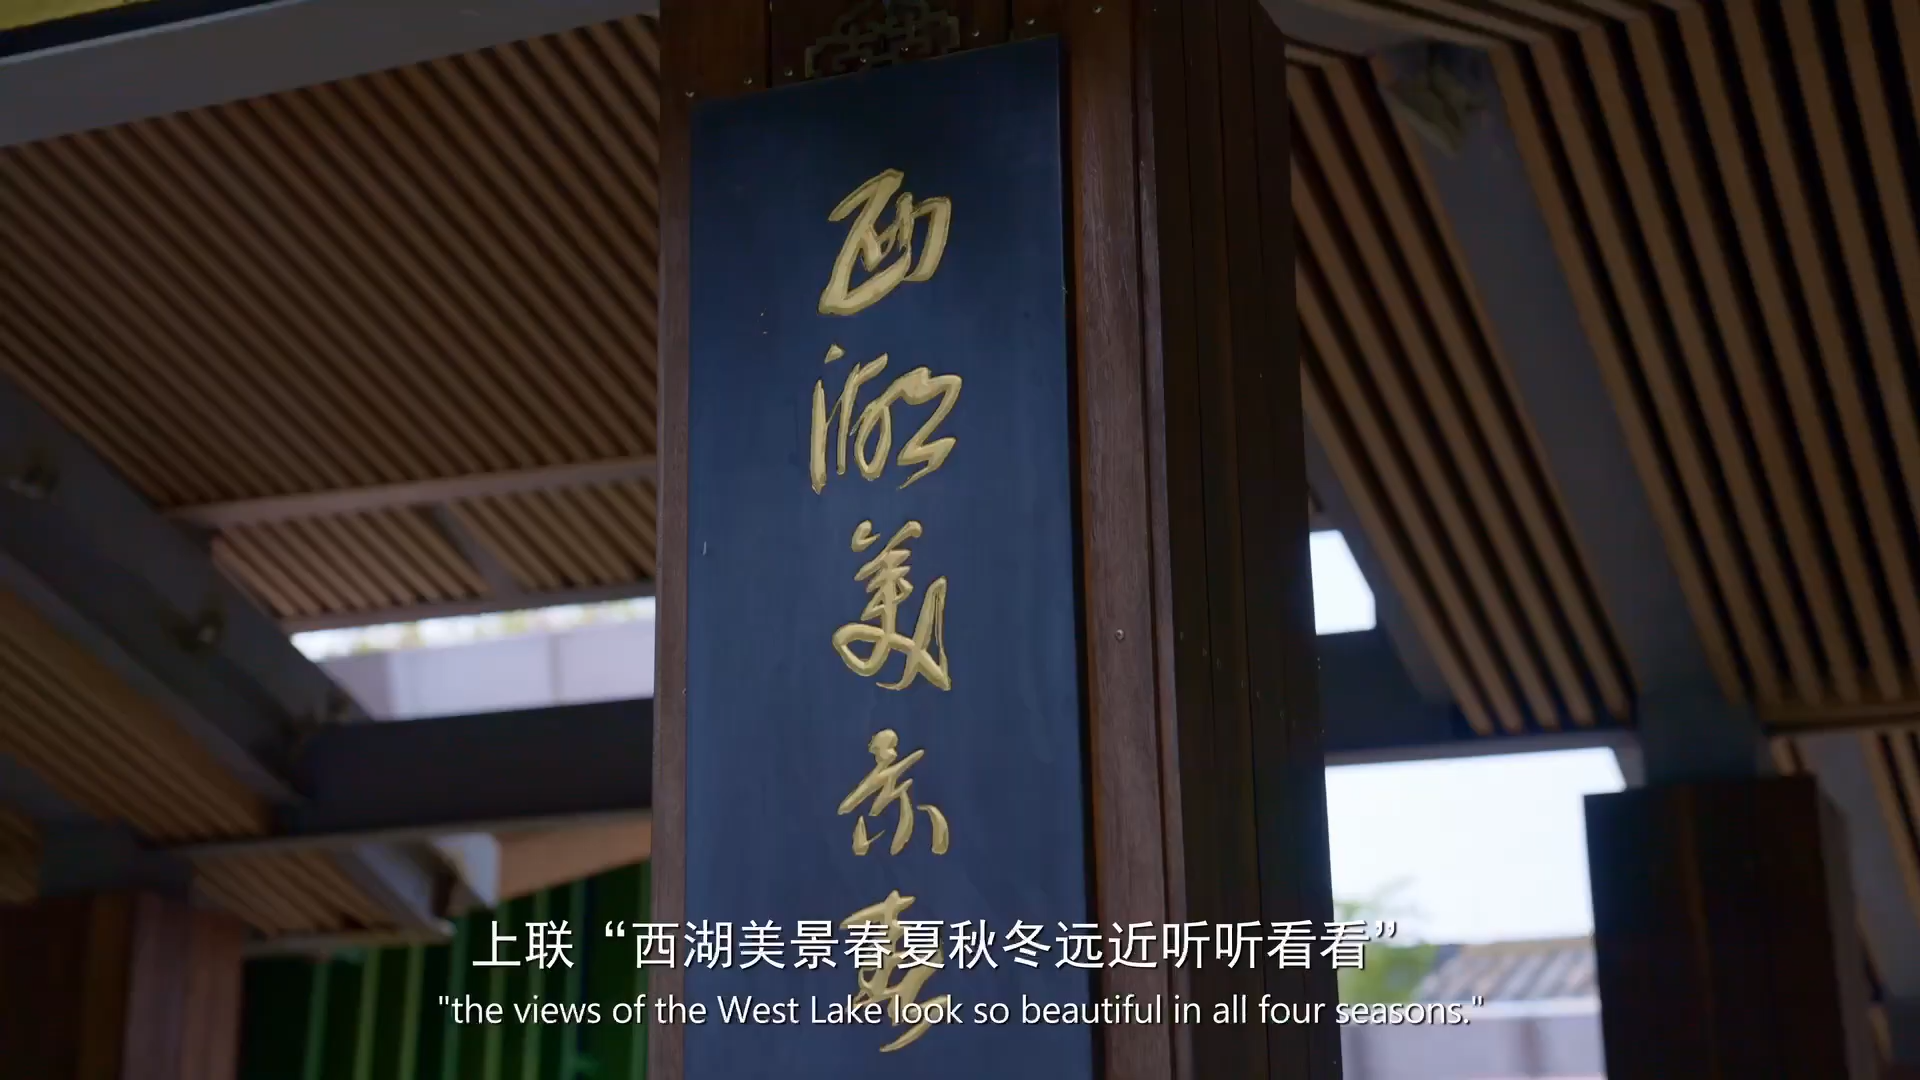 西湖美景春
上联“西湖美景春夏秋冬远近听听看看”
"the views of the West Lake look so beautiful in all four seasons."